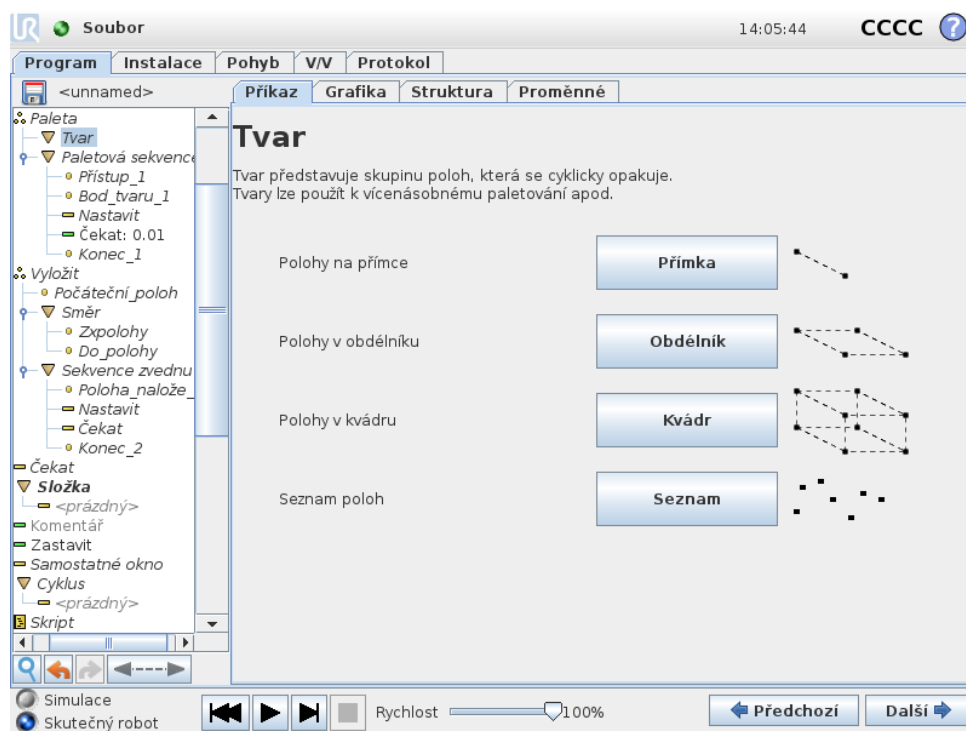 UR Soubor 14:05:44 CCCC ?
Program Instalace Pohyb V/V Protokol
<unnamed>
Příkaz Grafika Struktura Proměnné
Paleta
Tvar
Paletová sekvence
Přístup_1
Bod_tvaru_1
Nastavit
Čekat: 0.01
Konec_1
Vyložit
Počáteční_poloh
Směr
Zxpolohy
Do_polohy
Sekvence zvednu
Poloha_nalože_
Nastavit
Čekat
Konec_2
Čekat
Složka
<prázdný>
Komentář
Zastavit
Samostatné okno
Cyklus
<prázdný>
Skript
Tvar
Tvar představuje skupinu poloh, která se cyklicky opakuje.
Tvary lze použít k vícenásobnému paletování apod.
Polohy na přímce Přímka
Polohy v obdélníku Obdélník
Polohy v kvádru Kvádr
Seznam poloh Seznam
Simulace
Skutečný robot
Rychlost 100%
Předchozí Další